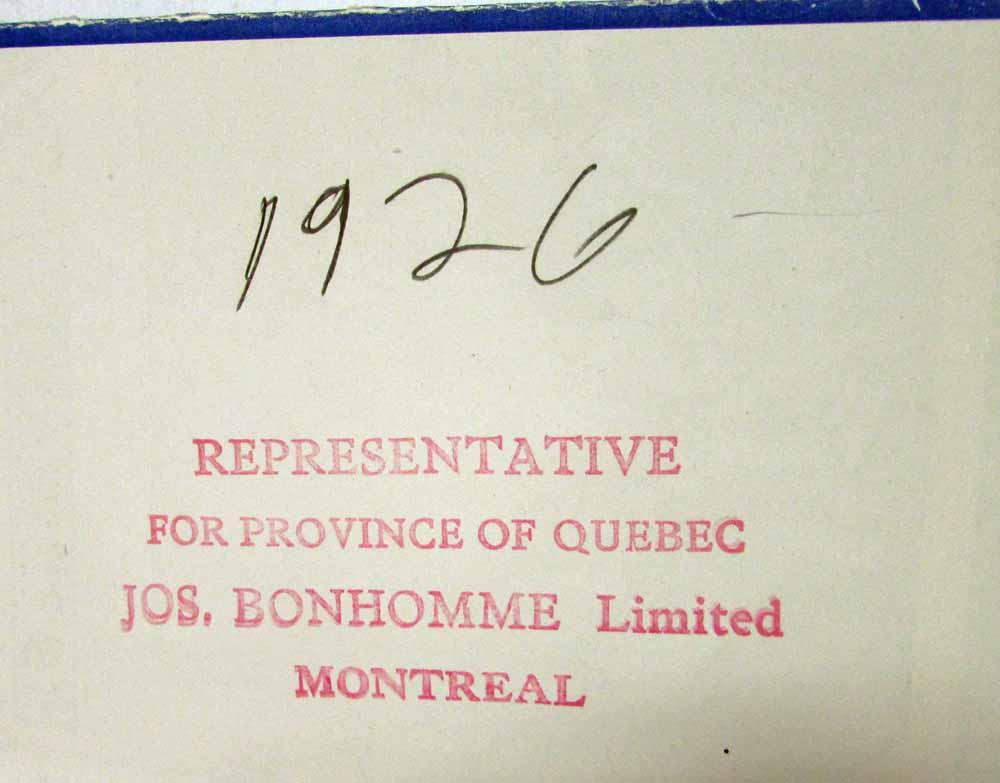 1926
REPRESENTATIVE
FOR PROVINCE OF QUEBEC
JOS. BONHOMME Limited
MONTREAL